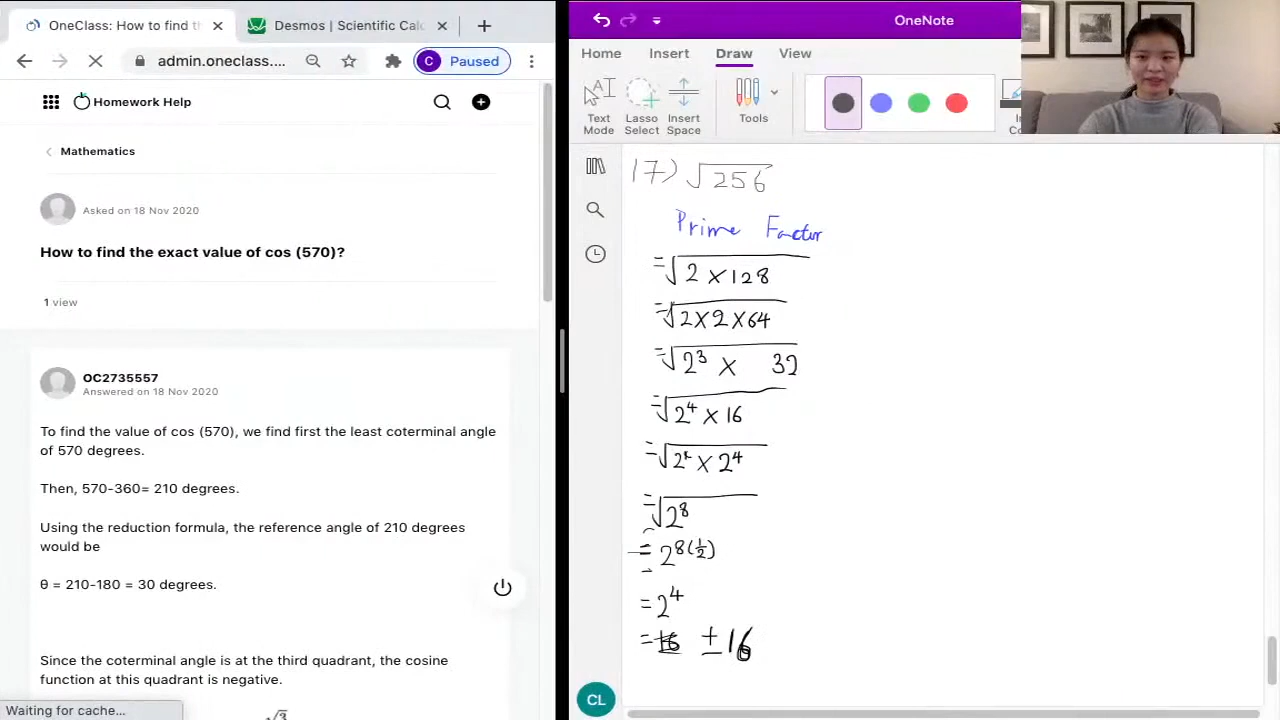 OneClass: How to find th
Desmos | Scientific Calc
admin.oneclass....
C Paused
Homework Help
Mathematics
Asked on 18 Nov 2020
How to find the exact value of cos (570)?
1 view
OC2735557
Answered on 18 Nov 2020
To find the value of cos (570), we find first the least coterminal angle
of 570 degrees.
Then, 570-360= 210 degrees.
Using the reduction formula, the reference angle of 210 degrees
would be
θ = 210-180 = 30 degrees.
Since the coterminal angle is at the third quadrant, the cosine
function at this quadrant is negative.
√3
Waiting for cache...
OneNote
Home Insert Draw View
Text Mode
Lasso Select
Insert Space
Tools
17) √256
Prime Factor
=√2×128
=√2×2×64
=√2³ × 32
=√2⁴ × 16
× 2⁴
=√2⁸
=2⁸⁽½⁾
=2⁴
= ±16
CL